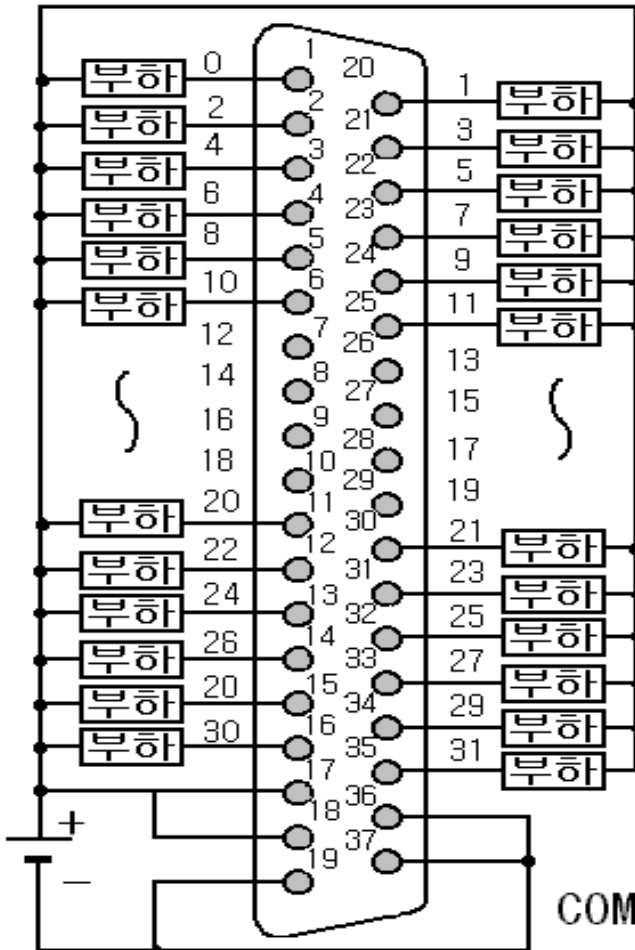 부하 0 1 20 1 부하
부하 2 2 21 3 부하
부하 4 3 22 5 부하
부하 6 4 23 7 부하
부하 8 5 24 9 부하
부하 10 6 25 11 부하
12 7 26 13
14 8 27 15
16 9 28 17
18 10 29 19
부하 20 11 30 21 부하
부하 22 12 31 23 부하
부하 24 13 32 25 부하
부하 26 14 33 27 부하
부하 20 15 34 29 부하
부하 30 16 35 31 부하
17 36
+ 18 37
− 19
COM